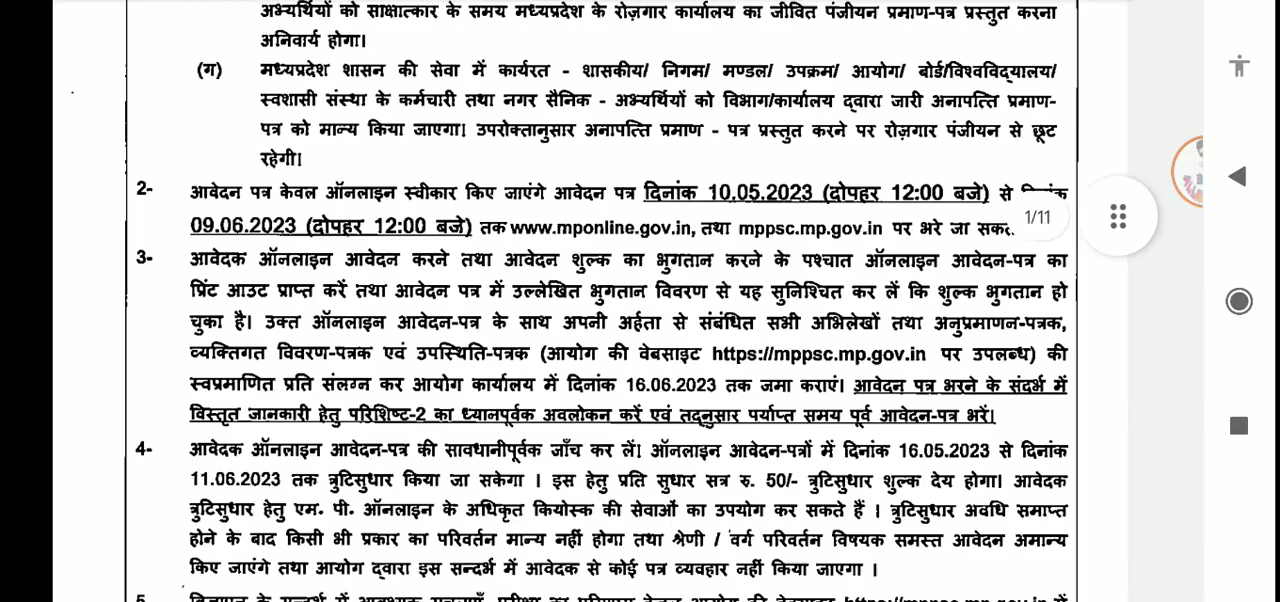 अभ्यर्थियों को साक्षात्कार के समय मध्यप्रदेश के रोज़गार कार्यालय का जीवित पंजीयन प्रमाण-पत्र प्रस्तुत करना
अनिवार्य होगा।
(ग) मध्यप्रदेश शासन की सेवा में कार्यरत - शासकीय/ निगम/ मण्डल/ उपक्रम/ आयोग/ बोर्ड/विश्वविद्यालय/
स्वशासी संस्था के कर्मचारी तथा नगर सैनिक - अभ्यर्थियों को विभाग/कार्यालय द्वारा जारी अनापत्ति प्रमाण-
पत्र को मान्य किया जाएगा। उपरोक्तानुसार अनापत्ति प्रमाण - पत्र प्रस्तुत करने पर रोज़गार पंजीयन से छूट
रहेगी।
2- आवेदन पत्र केवल ऑनलाइन स्वीकार किए जाएंगे आवेदन पत्र दिनांक 10.05.2023 (दोपहर 12:00 बजे) से
09.06.2023 (दोपहर 12:00 बजे) तक www.mponline.gov.in, तथा mppsc.mp.gov.in पर भरे जा
1/11
3- आवेदक ऑनलाइन आवेदन करने तथा आवेदन शुल्क का भुगतान करने के पश्चात ऑनलाइन आवेदन-पत्र का
प्रिंट आउट प्राप्त करें तथा आवेदन पत्र में उल्लेखित भुगतान विवरण से यह सुनिश्चित कर लें कि शुल्क भुगतान हो
चुका है। उक्त ऑनलाइन आवेदन-पत्र के साथ अपनी अर्हता से संबंधित सभी अभिलेखों तथा अनुप्रमाणन-पत्रक,
व्यक्तिगत विवरण-पत्रक एवं उपस्थिति-पत्रक (आयोग की वेबसाइट https://mppsc.mp.gov.in पर उपलब्ध) की
स्वप्रमाणित प्रति संलग्न कर आयोग कार्यालय में दिनांक 16.06.2023 तक जमा कराएं। आवेदन पत्र भरने के संदर्भ में
विस्तृत जानकारी हेतु परिशिष्ट-2 का ध्यानपूर्वक अवलोकन करें एवं तद्नुसार पर्याप्त समय पूर्व आवेदन-पत्र भरें।
4- आवेदक ऑनलाइन आवेदन-पत्र की सावधानीपूर्वक जाँच कर लें। ऑनलाइन आवेदन-पत्रों में दिनांक 16.05.2023 से दिनांक
11.06.2023 तक त्रुटिसुधार किया जा सकेगा । इस हेतु प्रति सुधार सत्र रु. 50/- त्रुटिसुधार शुल्क देय होगा। आवेदक
त्रुटिसुधार हेतु एम. पी. ऑनलाइन के अधिकृत कियोस्क की सेवाओं का उपयोग कर सकते हैं । त्रुटिसुधार अवधि समाप्त
होने के बाद किसी भी प्रकार का परिवर्तन मान्य नहीं होगा तथा श्रेणी / वर्ग परिवर्तन विषयक समस्त आवेदन अमान्य
किए जाएंगे तथा आयोग द्वारा इस सन्दर्भ में आवेदक से कोई पत्र व्यवहार नहीं किया जाएगा ।